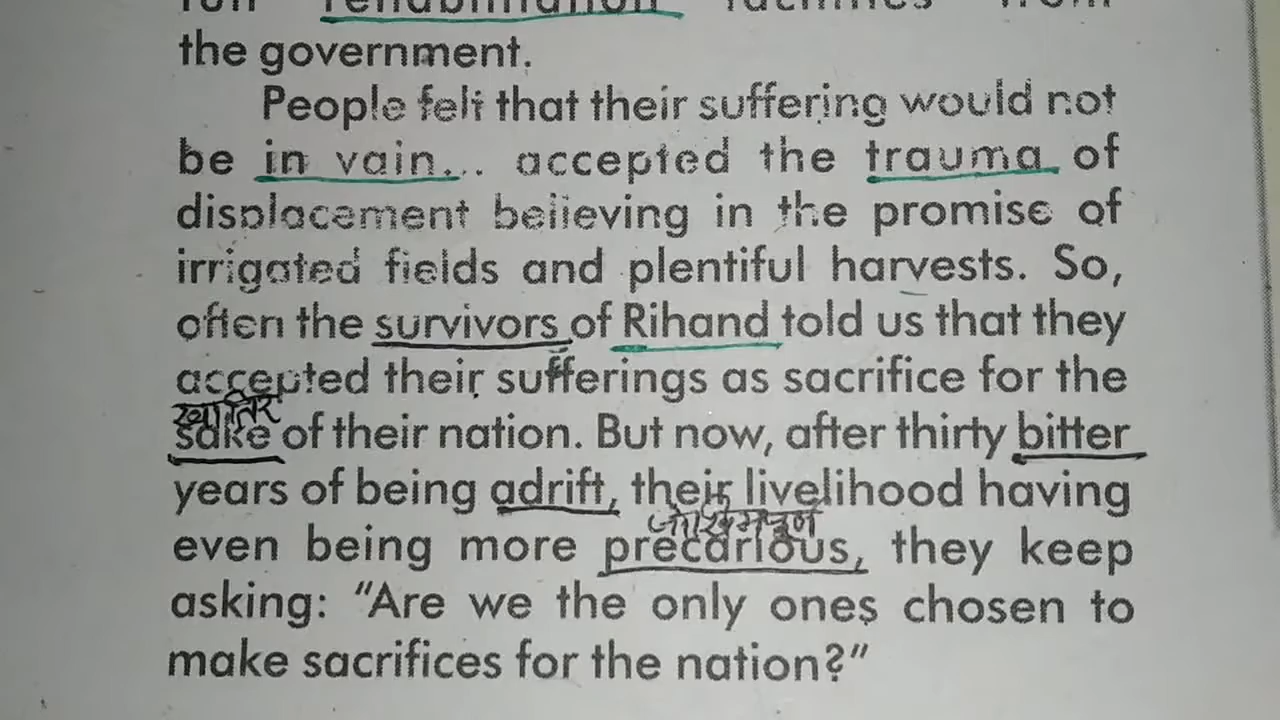 rehabilitation facilities from
the government.
People felt that their suffering would not
be in vain... accepted the trauma of
displacement believing in the promise of
irrigated fields and plentiful harvests. So,
often the survivors of Rihand told us that they
accepted their sufferings as sacrifice for the
खातिर
sake of their nation. But now, after thirty bitter
years of being adrift, their livelihood having
जोखिमपूर्ण
even being more precarious, they keep
asking: “Are we the only ones chosen to
make sacrifices for the nation?”